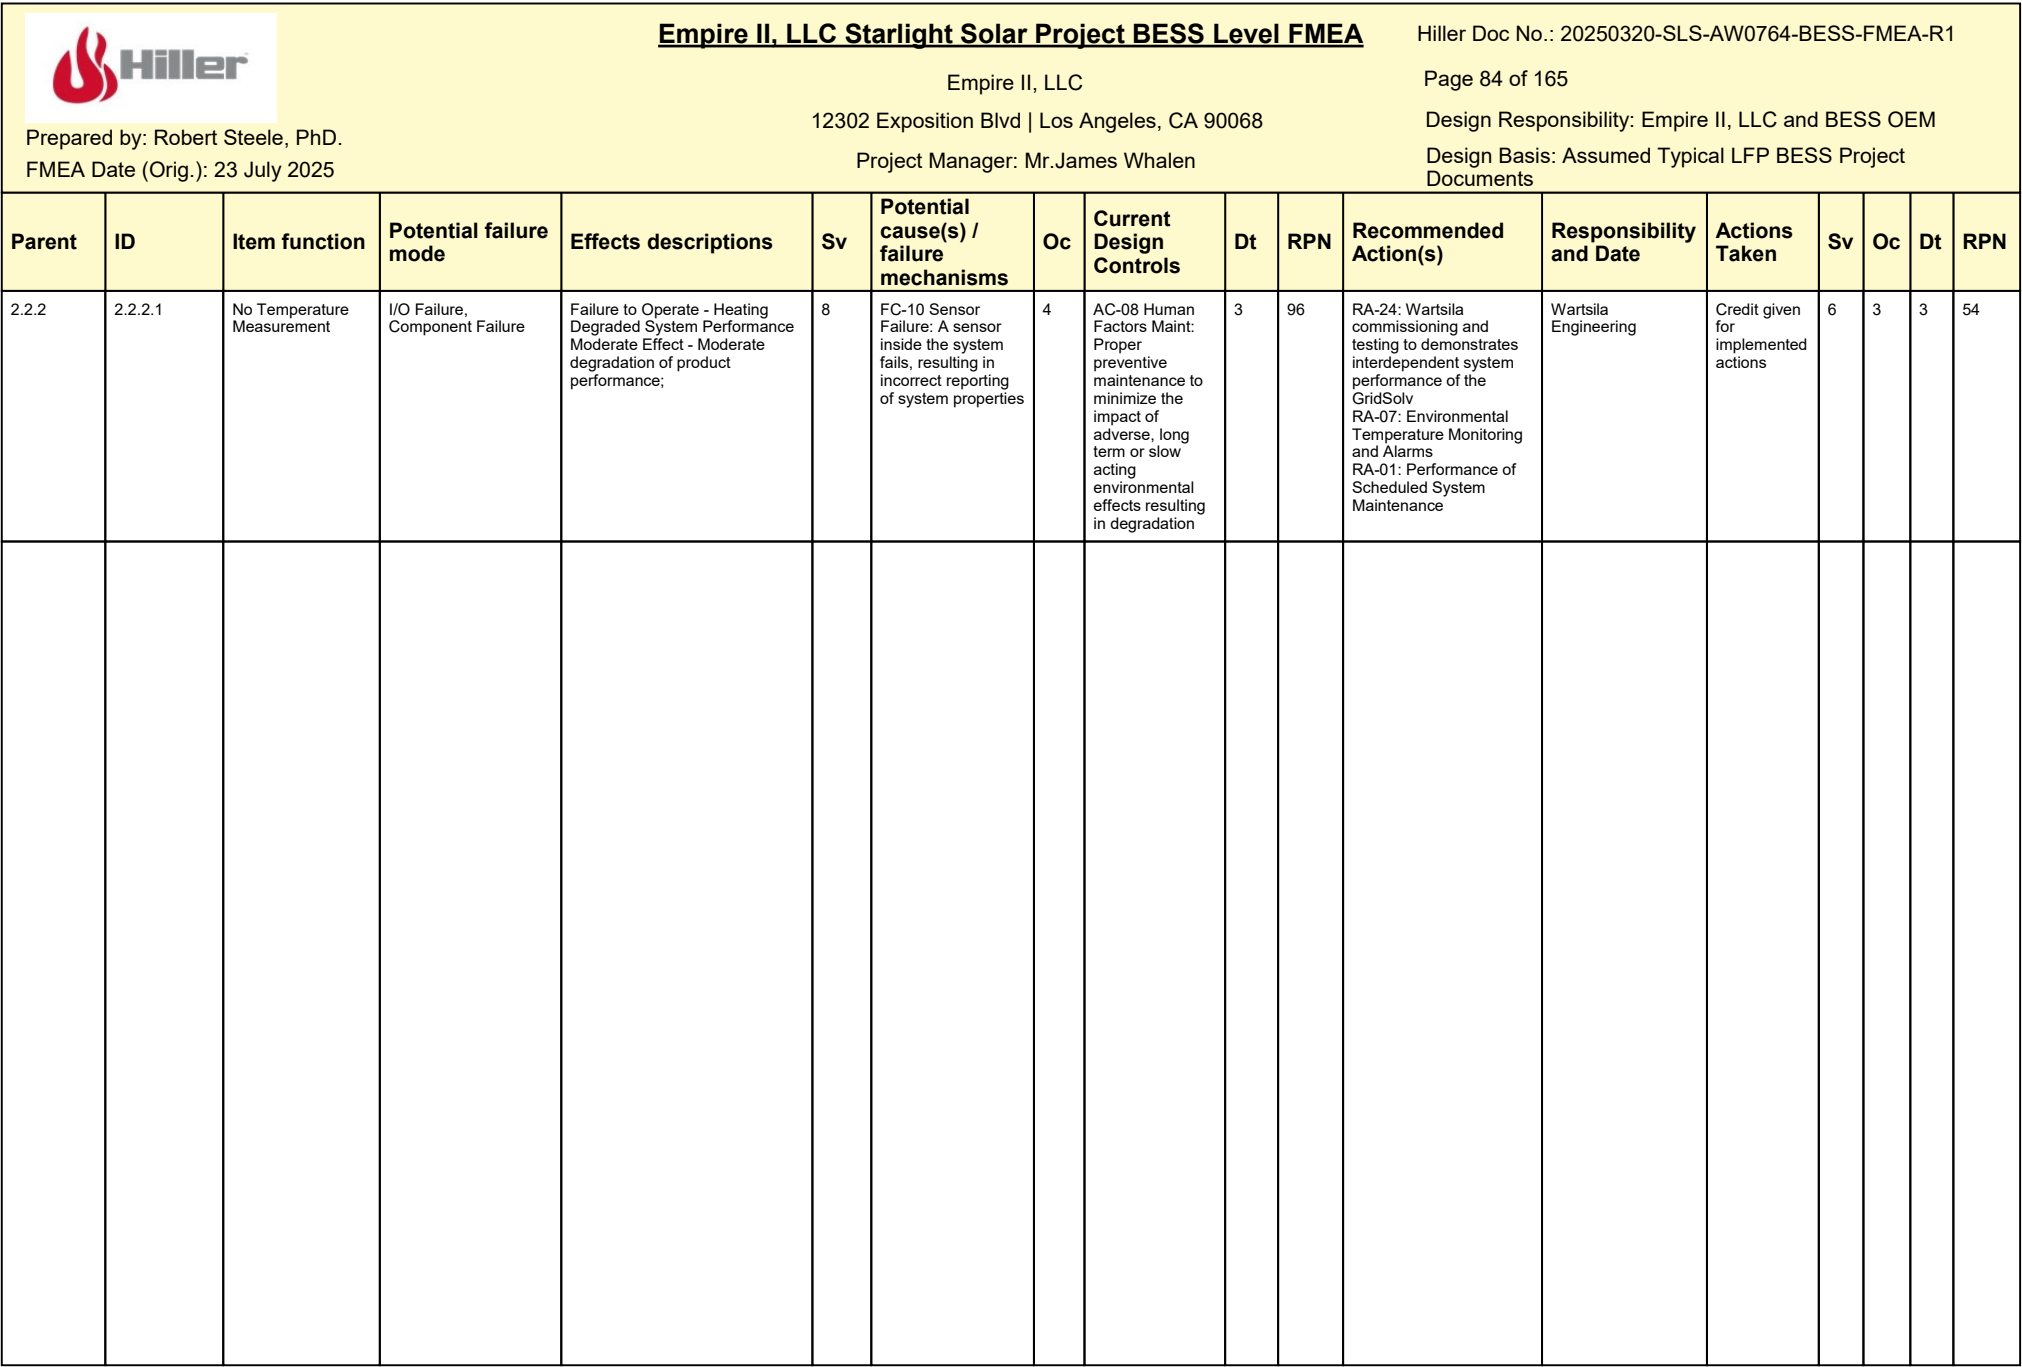 Hiller
Prepared by: Robert Steele, PhD.
FMEA Date (Orig.): 23 July 2025
Empire II, LLC Starlight Solar Project BESS Level FMEA
Empire II, LLC
12302 Exposition Blvd | Los Angeles, CA 90068
Project Manager: Mr.James Whalen
Hiller Doc No.: 20250320-SLS-AW0764-BESS-FMEA-R1
Page 84 of 165
Design Responsibility: Empire II, LLC and BESS OEM
Design Basis: Assumed Typical LFP BESS Project
Documents
Parent
ID
Item function
Potential failure
mode
Effects descriptions
Sv
Potential
cause(s) /
failure
mechanisms
Oc
Current
Design
Controls
Dt
RPN
Recommended
Action(s)
Responsibility
and Date
Actions
Taken
Sv
Oc
Dt
RPN
2.2.2
2.2.2.1
No Temperature
Measurement
I/O Failure,
Component Failure
Failure to Operate - Heating
Degraded System Performance
Moderate Effect - Moderate
degradation of product
performance;
8
FC-10 Sensor
Failure: A sensor
inside the system
fails, resulting in
incorrect reporting
of system properties
4
AC-08 Human
Factors Maint:
Proper
preventive
maintenance to
minimize the
impact of
adverse, long
term or slow
acting
environmental
effects resulting
in degradation
3
96
RA-24: Wartsila
commissioning and
testing to demonstrates
interdependent system
performance of the
GridSolv
RA-07: Environmental
Temperature Monitoring
and Alarms
RA-01: Performance of
Scheduled System
Maintenance
Wartsila
Engineering
Credit given
for
implemented
actions
6
3
3
54